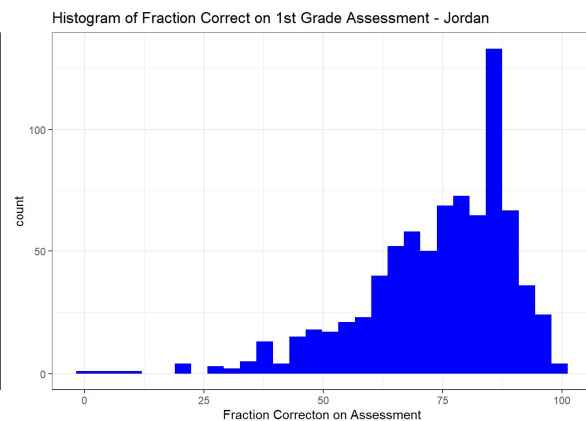 Histogram of Fraction Correct on 1st Grade Assessment - Jordan
100
50
0
count
0 25 50 75 100
Fraction Correcton on Assessment